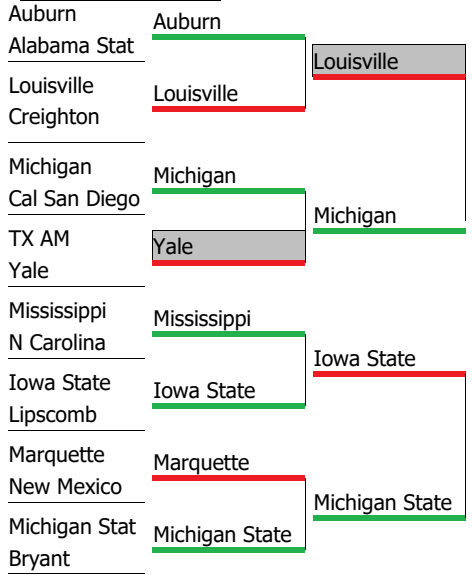 Auburn
Alabama Stat
Louisville
Creighton
Michigan
Cal San Diego
TX AM
Yale
Mississippi
N Carolina
Iowa State
Lipscomb
Marquette
New Mexico
Michigan Stat
Bryant
Auburn
Louisville
Michigan
Yale
Mississippi
Iowa State
Marquette
Michigan State
Louisville
Michigan
Iowa State
Michigan State